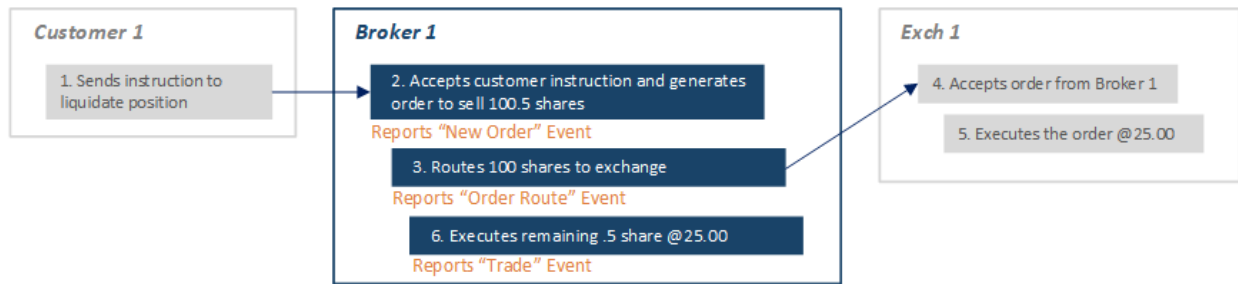 Customer 1
1. Sends instruction to
liquidate position
Broker 1
2. Accepts customer instruction and generates
order to sell 100.5 shares
Reports “New Order” Event
3. Routes 100 shares to exchange
Reports “Order Route” Event
6. Executes remaining .5 share @25.00
Reports “Trade” Event
Exch 1
4. Accepts order from Broker 1
5. Executes the order @25.00